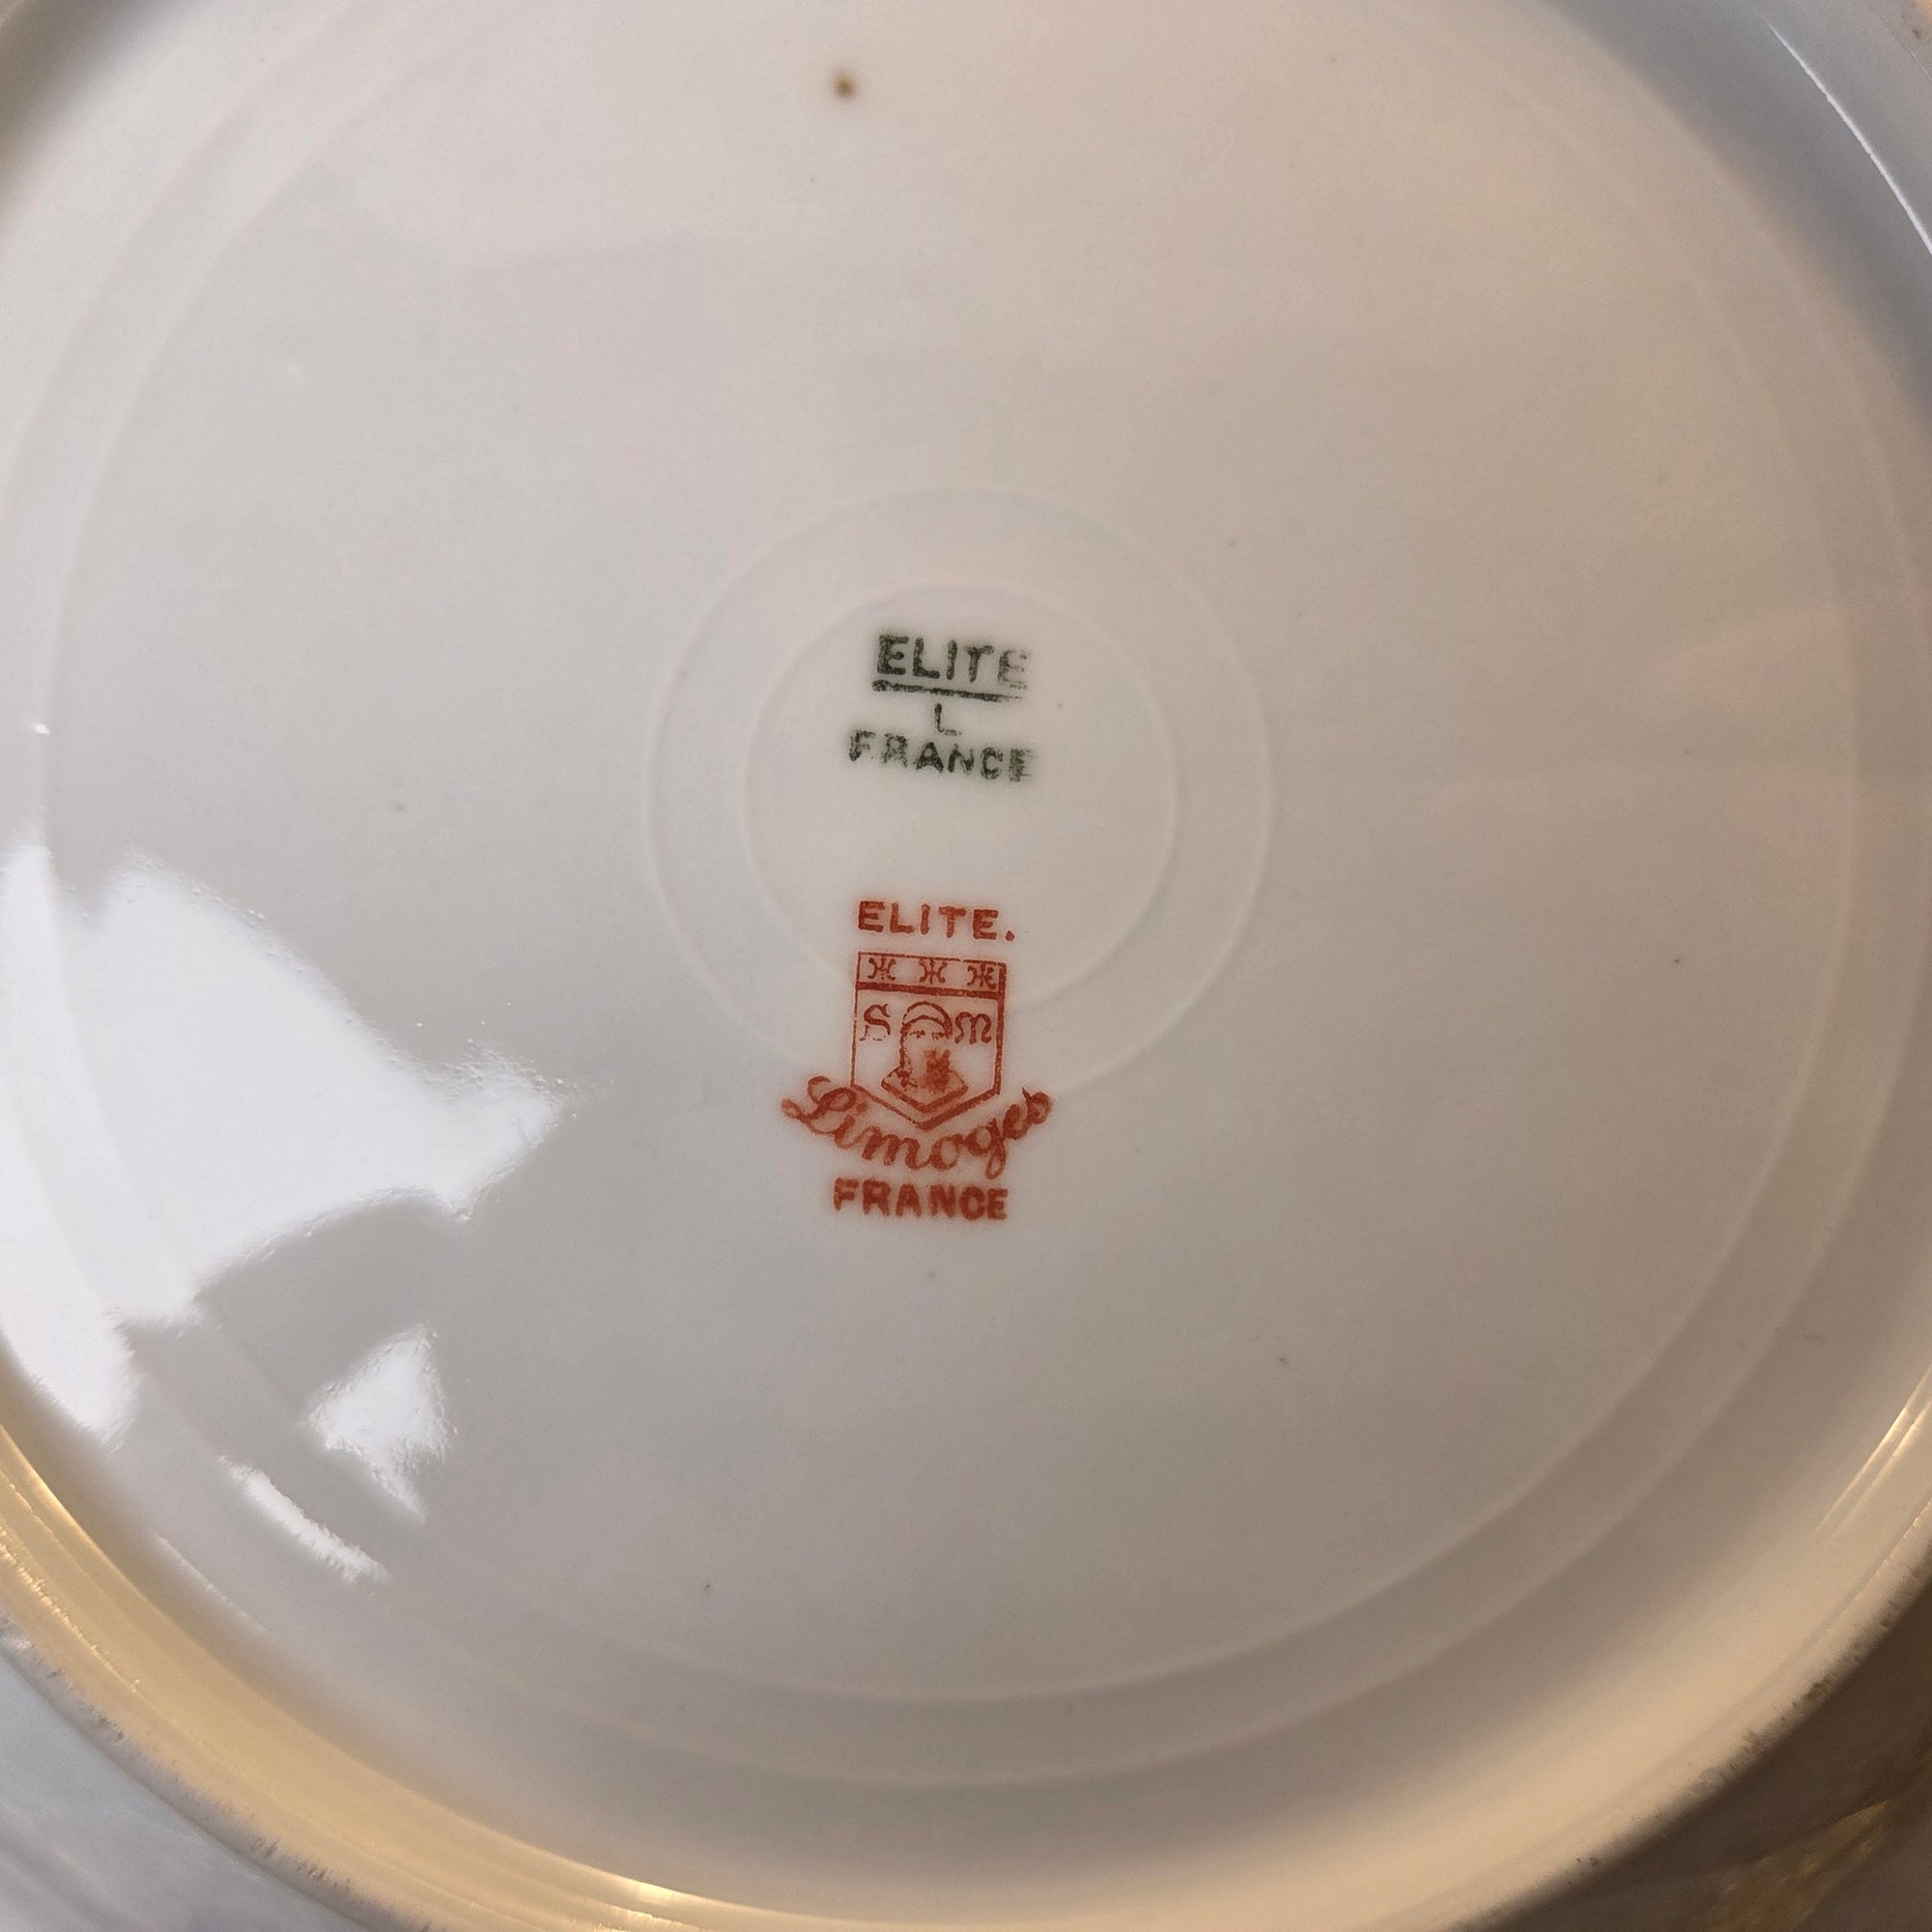 ELITE
L
FRANCE
ELITE.
S M
Limoges
FRANCE